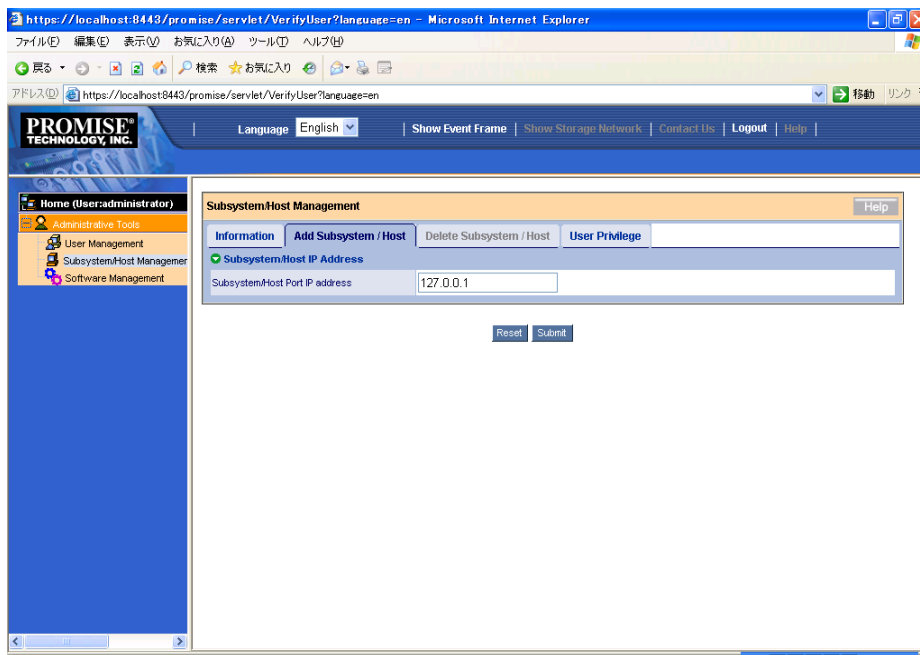 https://localhost:8443/promise/servlet/VerifyUser?language=en - Microsoft Internet Explorer
ファイル(F) 編集(E) 表示(V) お気に入り(A) ツール(T) ヘルプ(H)
戻る 検索 お気に入り
アドレス(D) https://localhost:8443/promise/servlet/VerifyUser?language=en 移動 リンク
PROMISE®
TECHNOLOGY, INC.
| Language English | Show Event Frame | Show Storage Network | Contact Us | Logout | Help |
Home (User:administrator)
Administrative Tools
User Management
Subsystem/Host Managemer
Software Management
Subsystem/Host Management Help
Information Add Subsystem / Host Delete Subsystem / Host User Privilege
Subsystem/Host IP Address
Subsystem/Host Port IP address 127.0.0.1
Reset Submit